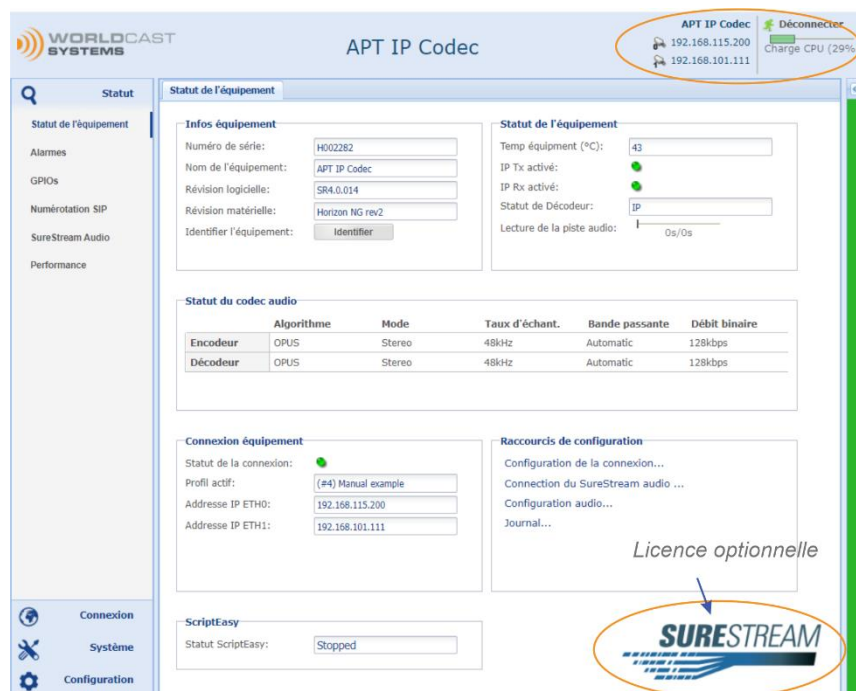 WORLDCAST
SYSTEMS
APT IP Codec
APT IP Codec
192.168.115.200
192.168.101.111
Déconnecter
Charge CPU (29%
Statut
Statut de l'équipement
Alarmes
GPIOs
Numérotation SIP
SureStream Audio
Performance
Connexion
Système
Configuration
Statut de l'équipement
Infos équipement
Numéro de série: H002282
Nom de l'équipement: APT IP Codec
Révision logicielle: SR4.0.014
Révision matérielle: Horizon NG rev2
Identifier l'équipement: Identifier
Statut de l'équipement
Temp équipment (°C): 43
IP Tx activé:
IP Rx activé:
Statut de Décodeur: IP
Lecture de la piste audio: 0s/0s
Statut du codec audio
Algorithme Mode Taux d'échant. Bande passante Débit binaire
Encodeur OPUS Stereo 48kHz Automatic 128kbps
Décodeur OPUS Stereo 48kHz Automatic 128kbps
Connexion équipement
Statut de la connexion:
Profil actif: (#4) Manual example
Addresse IP ETH0: 192.168.115.200
Addresse IP ETH1: 192.168.101.111
Raccourcis de configuration
Configuration de la connexion...
Connection du SureStream audio ...
Configuration audio...
Journal...
Licence optionnelle
ScriptEasy
Statut ScriptEasy: Stopped
SURESTREAM